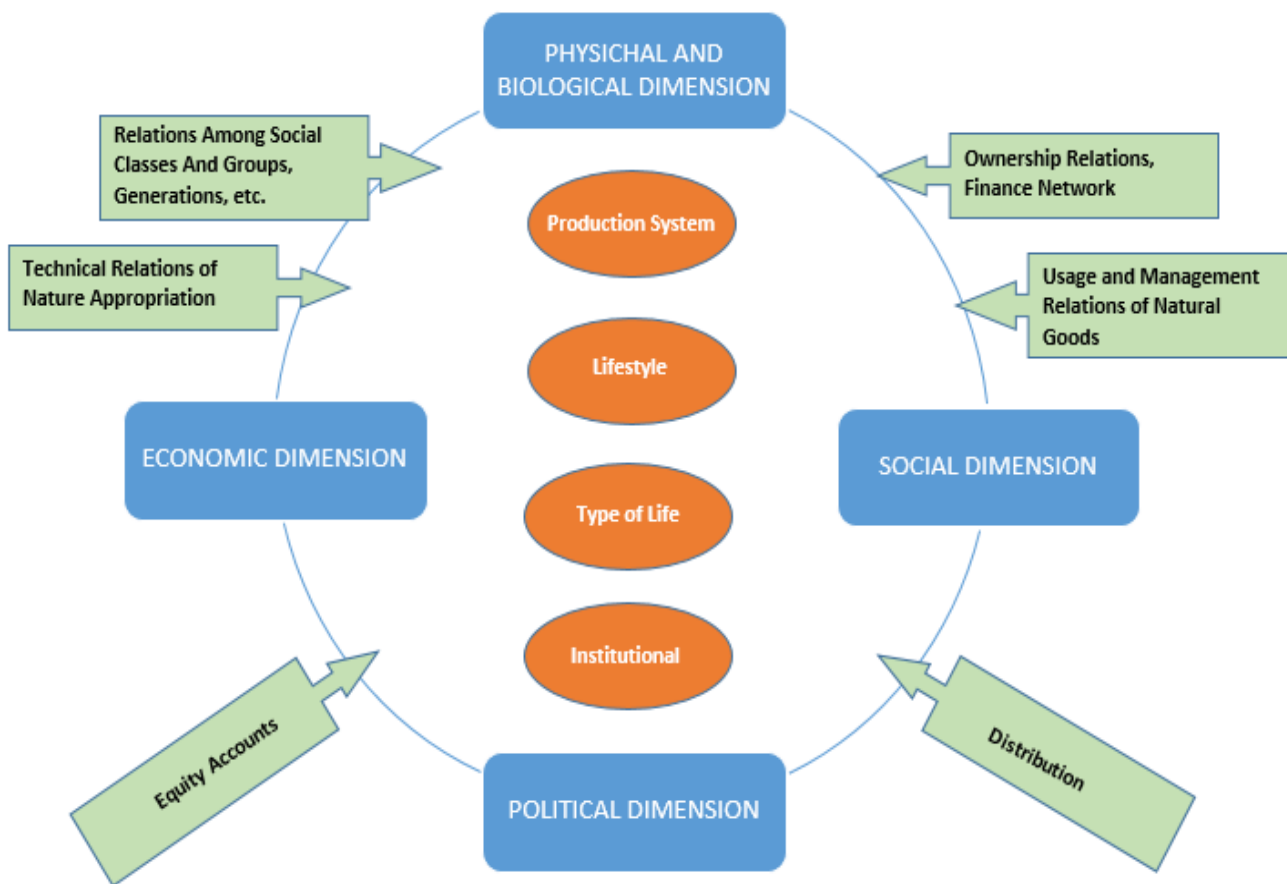 PHYSICHAL AND
BIOLOGICAL DIMENSION
Relations Among Social
Classes And Groups,
Generations, etc.
Ownership Relations,
Finance Network
Production System
Technical Relations of
Nature Appropriation
Usage and Management
Relations of Natural
Goods
Lifestyle
ECONOMIC DIMENSION
SOCIAL DIMENSION
Type of Life
Institutional
Equity Accounts
Distribution
POLITICAL DIMENSION